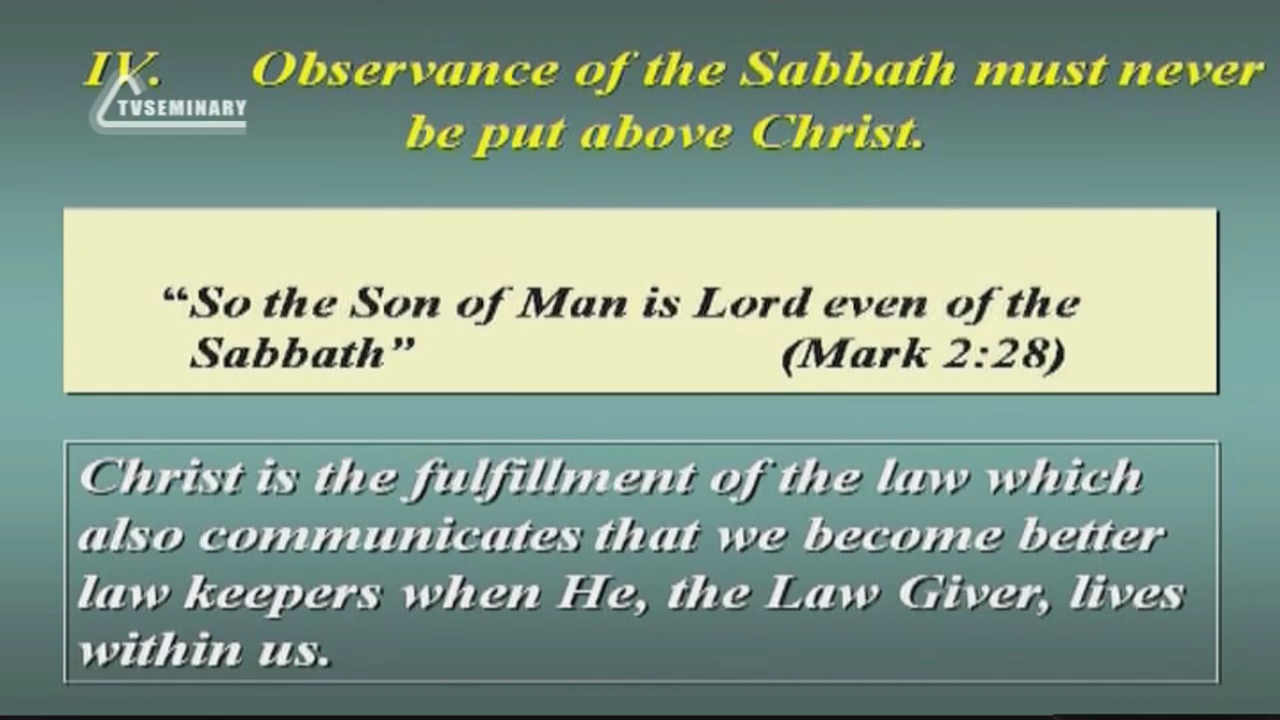 IV. Observance of the Sabbath must never
TVSEMINARY
be put above Christ.
“So the Son of Man is Lord even of the
Sabbath” (Mark 2:28)
Christ is the fulfillment of the law which
also communicates that we become better
law keepers when He, the Law Giver, lives
within us.